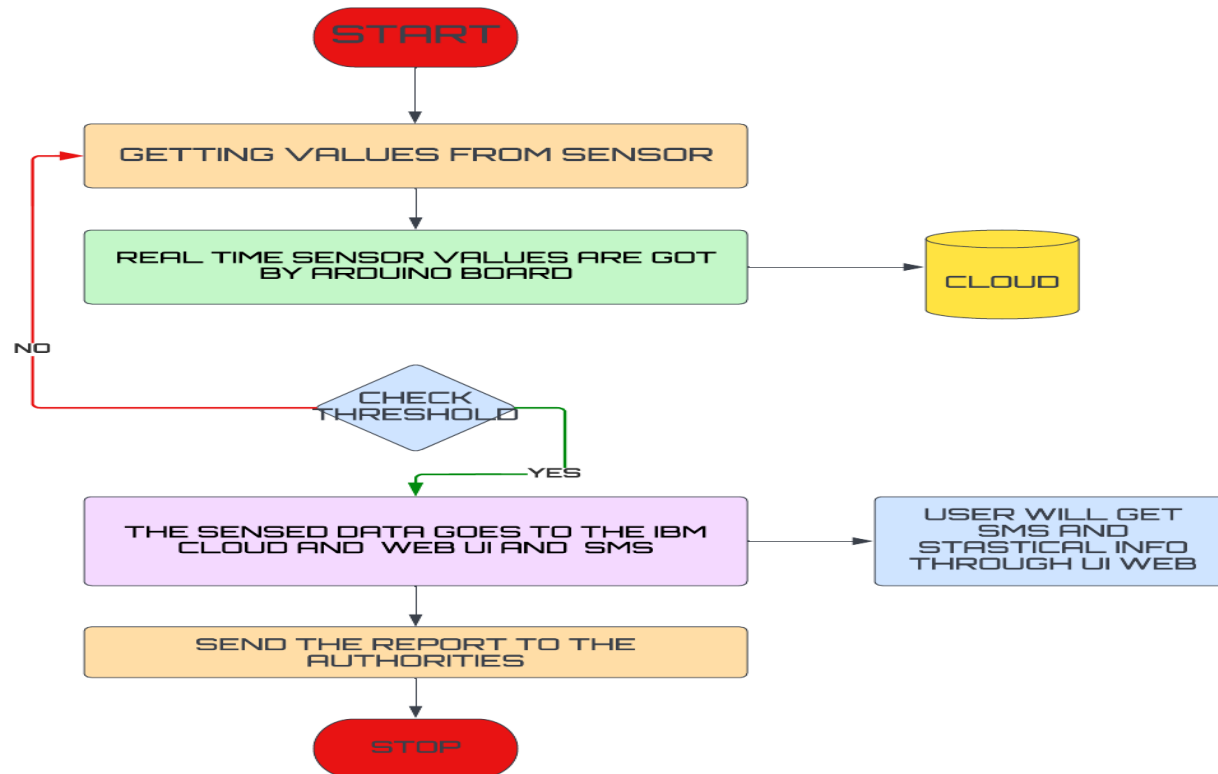 START
GETTING VALUES FROM SENSOR
REAL TIME SENSOR VALUES ARE GOT
BY ARDUINO BOARD
CLOUD
NO
CHECK
THRESHOLD
YES
THE SENSED DATA GOES TO THE IBM
CLOUD AND WEB UI AND SMS
USER WILL GET
SMS AND
STASTICAL INFO
THROUGH UI WEB
SEND THE REPORT TO THE
AUTHORITIES
STOP